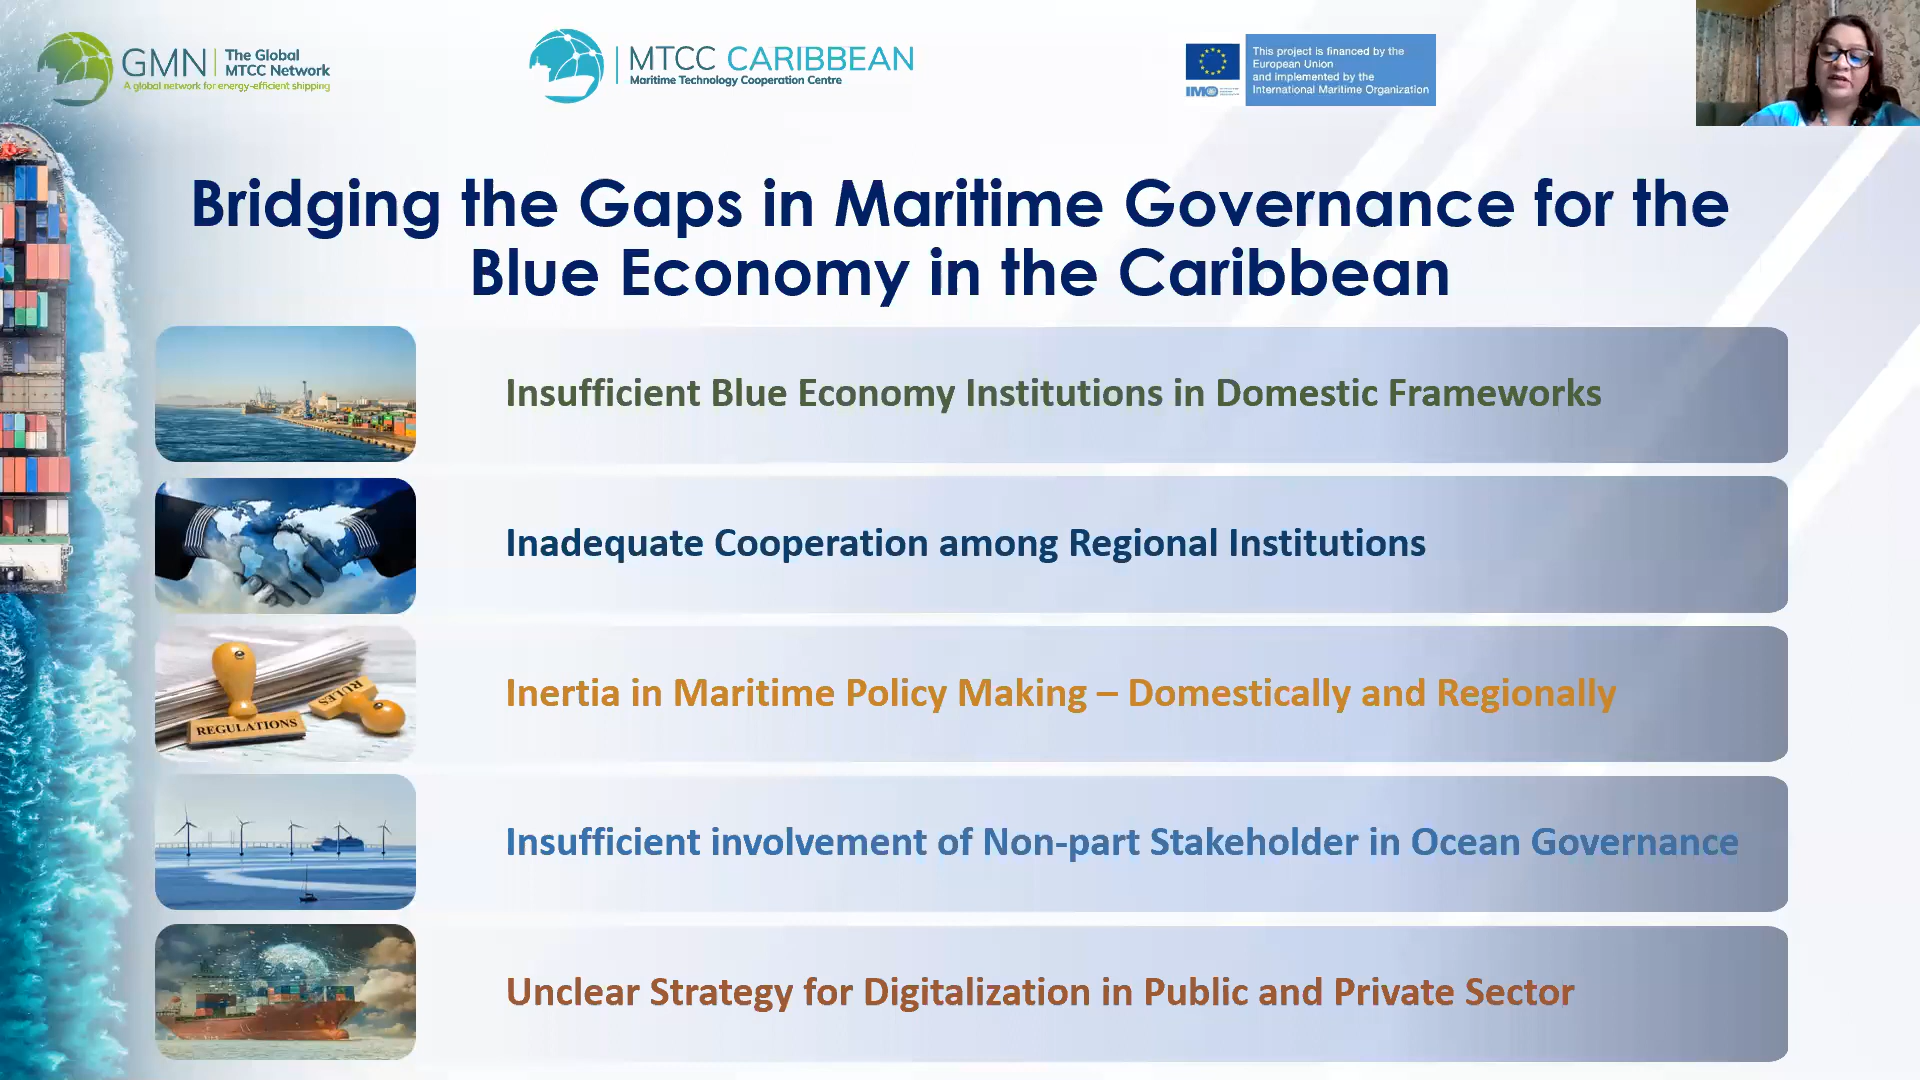 GMN
The Global
MTCC Network
A global network for energy-efficient shipping
MTCC CARIBBEAN
Maritime Technology Cooperation Centre
IMO
This project is financed by the
European Union
and implemented by the
International Maritime Organization
Bridging the Gaps in Maritime Governance for the
Blue Economy in the Caribbean
Insufficient Blue Economy Institutions in Domestic Frameworks
Inadequate Cooperation among Regional Institutions
REGULATIONS
RULES
Inertia in Maritime Policy Making – Domestically and Regionally
Insufficient involvement of Non-part Stakeholder in Ocean Governance
Unclear Strategy for Digitalization in Public and Private Sector